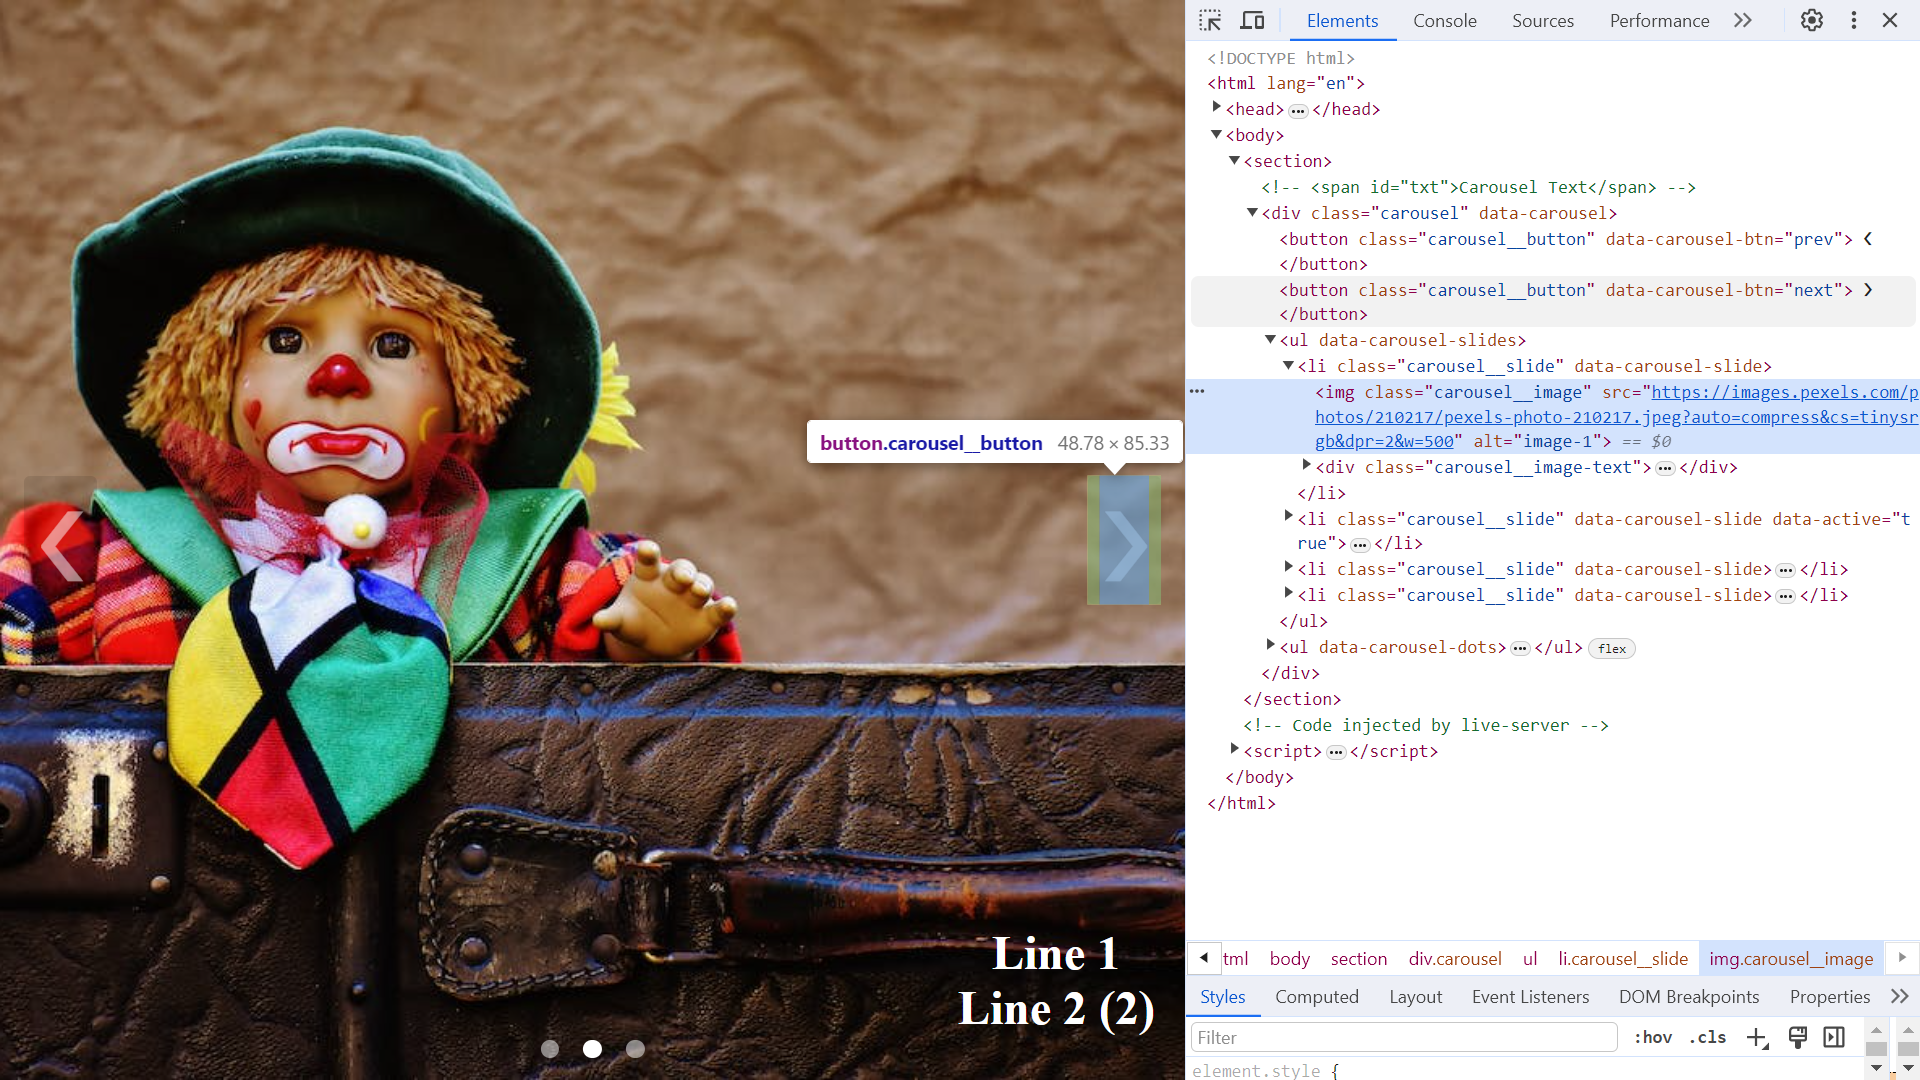 button.carousel__button 48.78 × 85.33
❮
❯
Line 1
Line 2 (2)
Elements Console Sources Performance
<!DOCTYPE html>
<html lang="en">
<head> … </head>
<body>
<section>
<!-- <span id="txt">Carousel Text</span> -->
<div class="carousel" data-carousel>
<button class="carousel__button" data-carousel-btn="prev"> ❮
</button>
<button class="carousel__button" data-carousel-btn="next"> ❯
</button>
<ul data-carousel-slides>
<li class="carousel__slide" data-carousel-slide>
<img class="carousel__image" src="https://images.pexels.com/p
hotos/210217/pexels-photo-210217.jpeg?auto=compress&cs=tinysr
gb&dpr=2&w=500" alt="image-1"> == $0
<div class="carousel__image-text"> … </div>
</li>
<li class="carousel__slide" data-carousel-slide data-active="t
rue"> … </li>
<li class="carousel__slide" data-carousel-slide> … </li>
<li class="carousel__slide" data-carousel-slide> … </li>
</ul>
<ul data-carousel-dots> … </ul> flex
</div>
</section>
<!-- Code injected by live-server -->
<script> … </script>
</body>
</html>
tml body section div.carousel ul li.carousel__slide img.carousel__image
Styles Computed Layout Event Listeners DOM Breakpoints Properties
Filter :hov .cls
element.style {